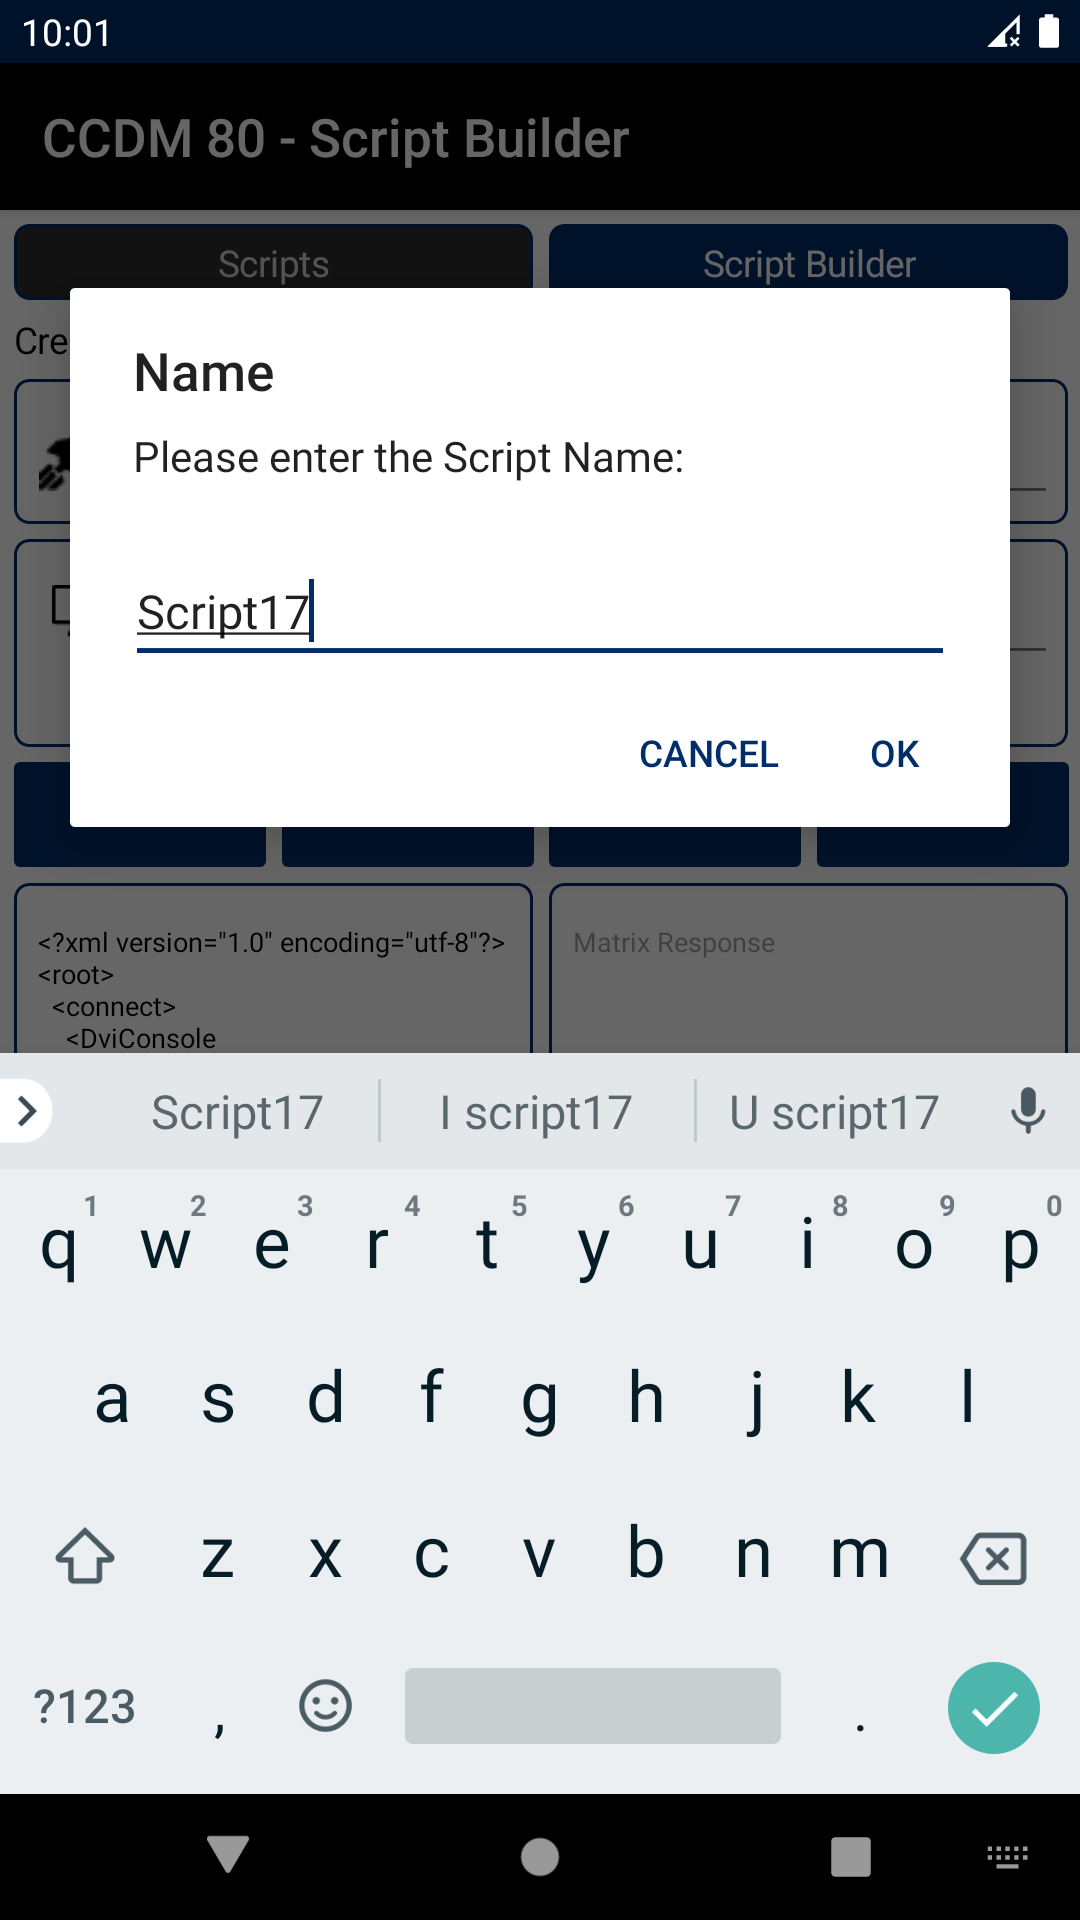 10:01
CCDM 80 - Script Builder
Scripts
Script Builder
Cre
Name
Please enter the Script Name:
Script17
CANCEL
OK
<?xml version="1.0" encoding="utf-8"?>
<root>
<connect>
<DviConsole
Matrix Response
Script17
I script17
U script17
1 2 3 4 5 6 7 8 9 0
q w e r t y u i o p
a s d f g h j k l
z x c v b n m
?123 , .